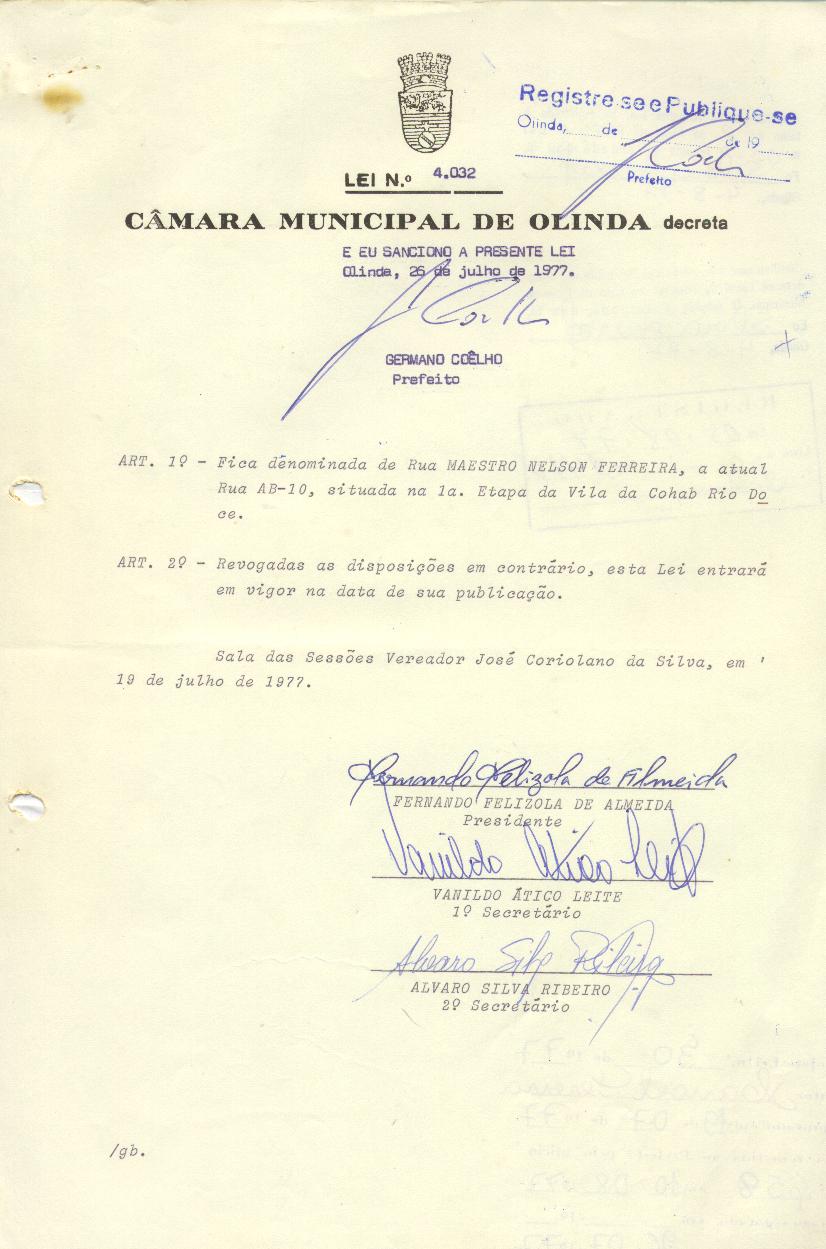 Registre-se e Publique-se
Olinda, de de 19
Prefeito
LEI N.º 4.032
CÂMARA MUNICIPAL DE OLINDA decreta
E EU SANCIONO A PRESENTE LEI
Olinda, 26 de julho de 1977.
GERMANO COÊLHO
Prefeito
ART. 1º - Fica denominada de Rua MAESTRO NELSON FERREIRA, a atual
Rua AB-10, situada na 1a. Etapa da Vila da Cohab Rio Do
ce.
ART. 2º - Revogadas as disposições em contrário, esta Lei entrará
em vigor na data de sua publicação.
Sala das Sessões Vereador José Coriolano da Silva, em '
19 de julho de 1977.
Fernando Felizola de Almeida
FERNANDO FELIZOLA DE ALMEIDA
Presidente
Vanildo Ático Leite
VANILDO ÁTICO LEITE
1º Secretário
Alvaro Silva Ribeiro
ALVARO SILVA RIBEIRO
2º Secretário
/gb.